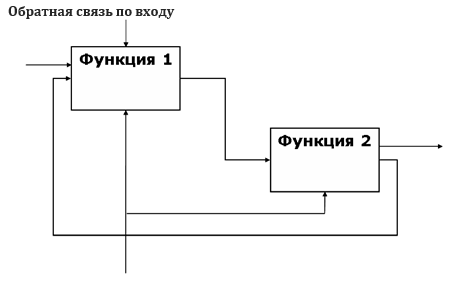 Обратная связь по входу
Функция 1
Функция 2